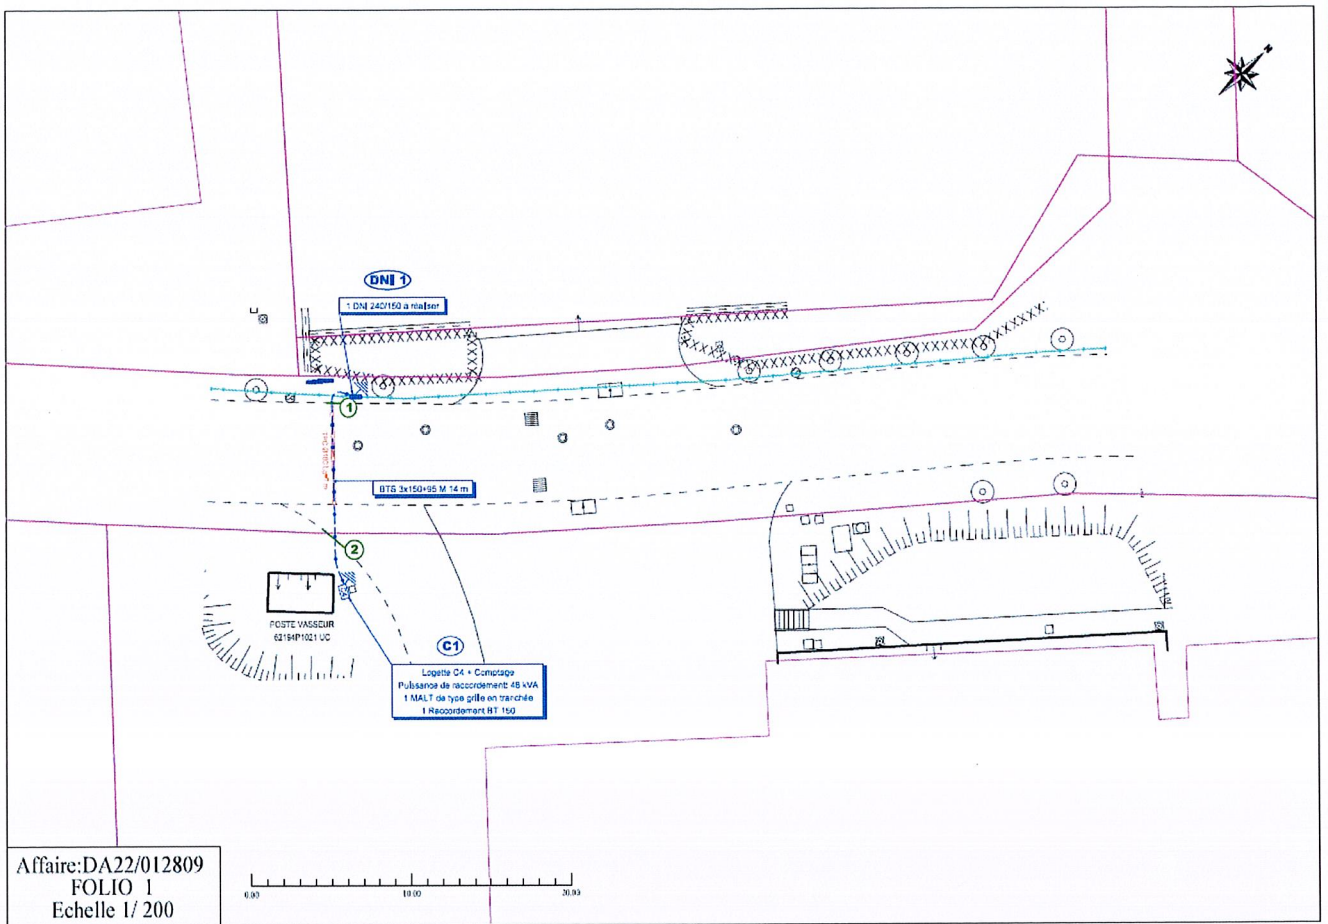 N
DNI 1
1 DNI 240/150 à réaliser
1
BTS 3x150+95 M 14 m
2
C4
POSTE VASSEUR
62194P1021 UC
C1
Logette C4 + Comptage
Puissance de raccordement: 48 kVA
1 MALT de type grille en tranchée
1 Raccordement BT 150
Affaire:DA22/012809
FOLIO 1
Echelle 1/ 200
0.00 10.00 20.00